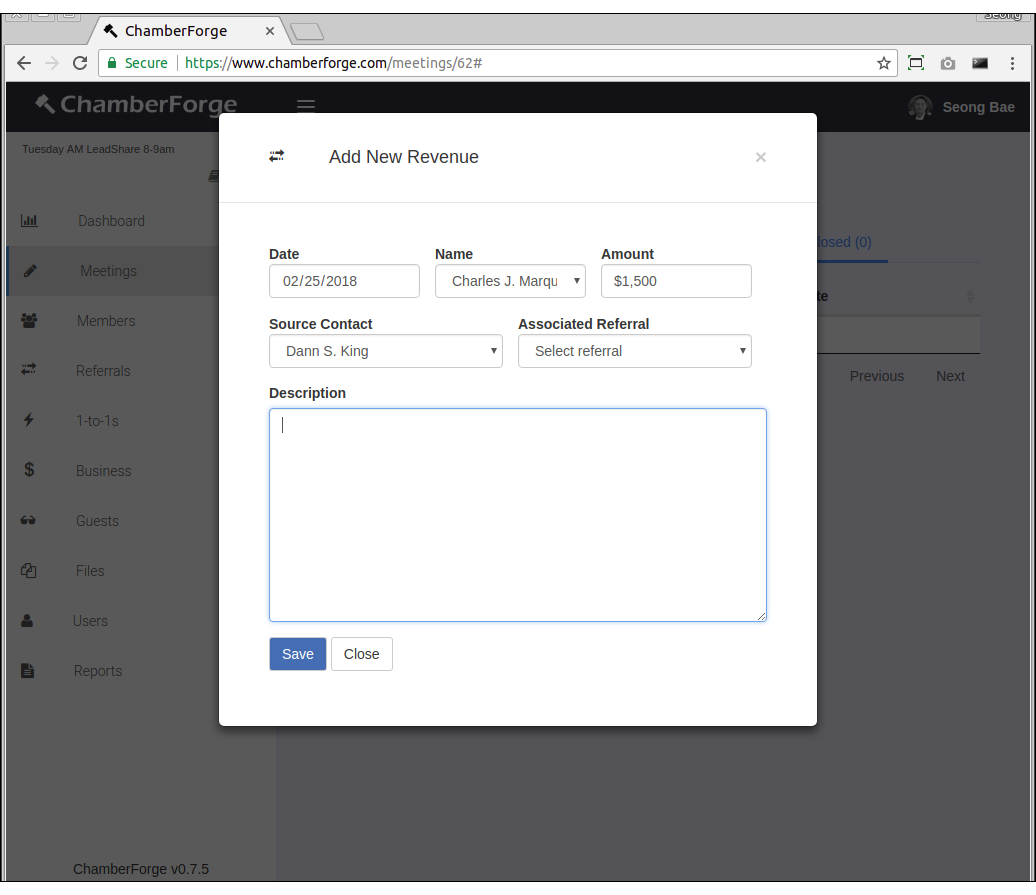 Seong
ChamberForge
Secure https://www.chamberforge.com/meetings/62#
ChamberForge
Seong Bae
Tuesday AM LeadShare 8-9am
Add New Revenue ×
Dashboard
losed (0)
Date Name Amount
Meetings
02/25/2018 Charles J. Marqu $1,500
te
Members
Source Contact Associated Referral
Dann S. King Select referral
Referrals
Previous Next
Description
1-to-1s
Business
Guests
Files
Users
Save Close
Reports
ChamberForge v0.7.5